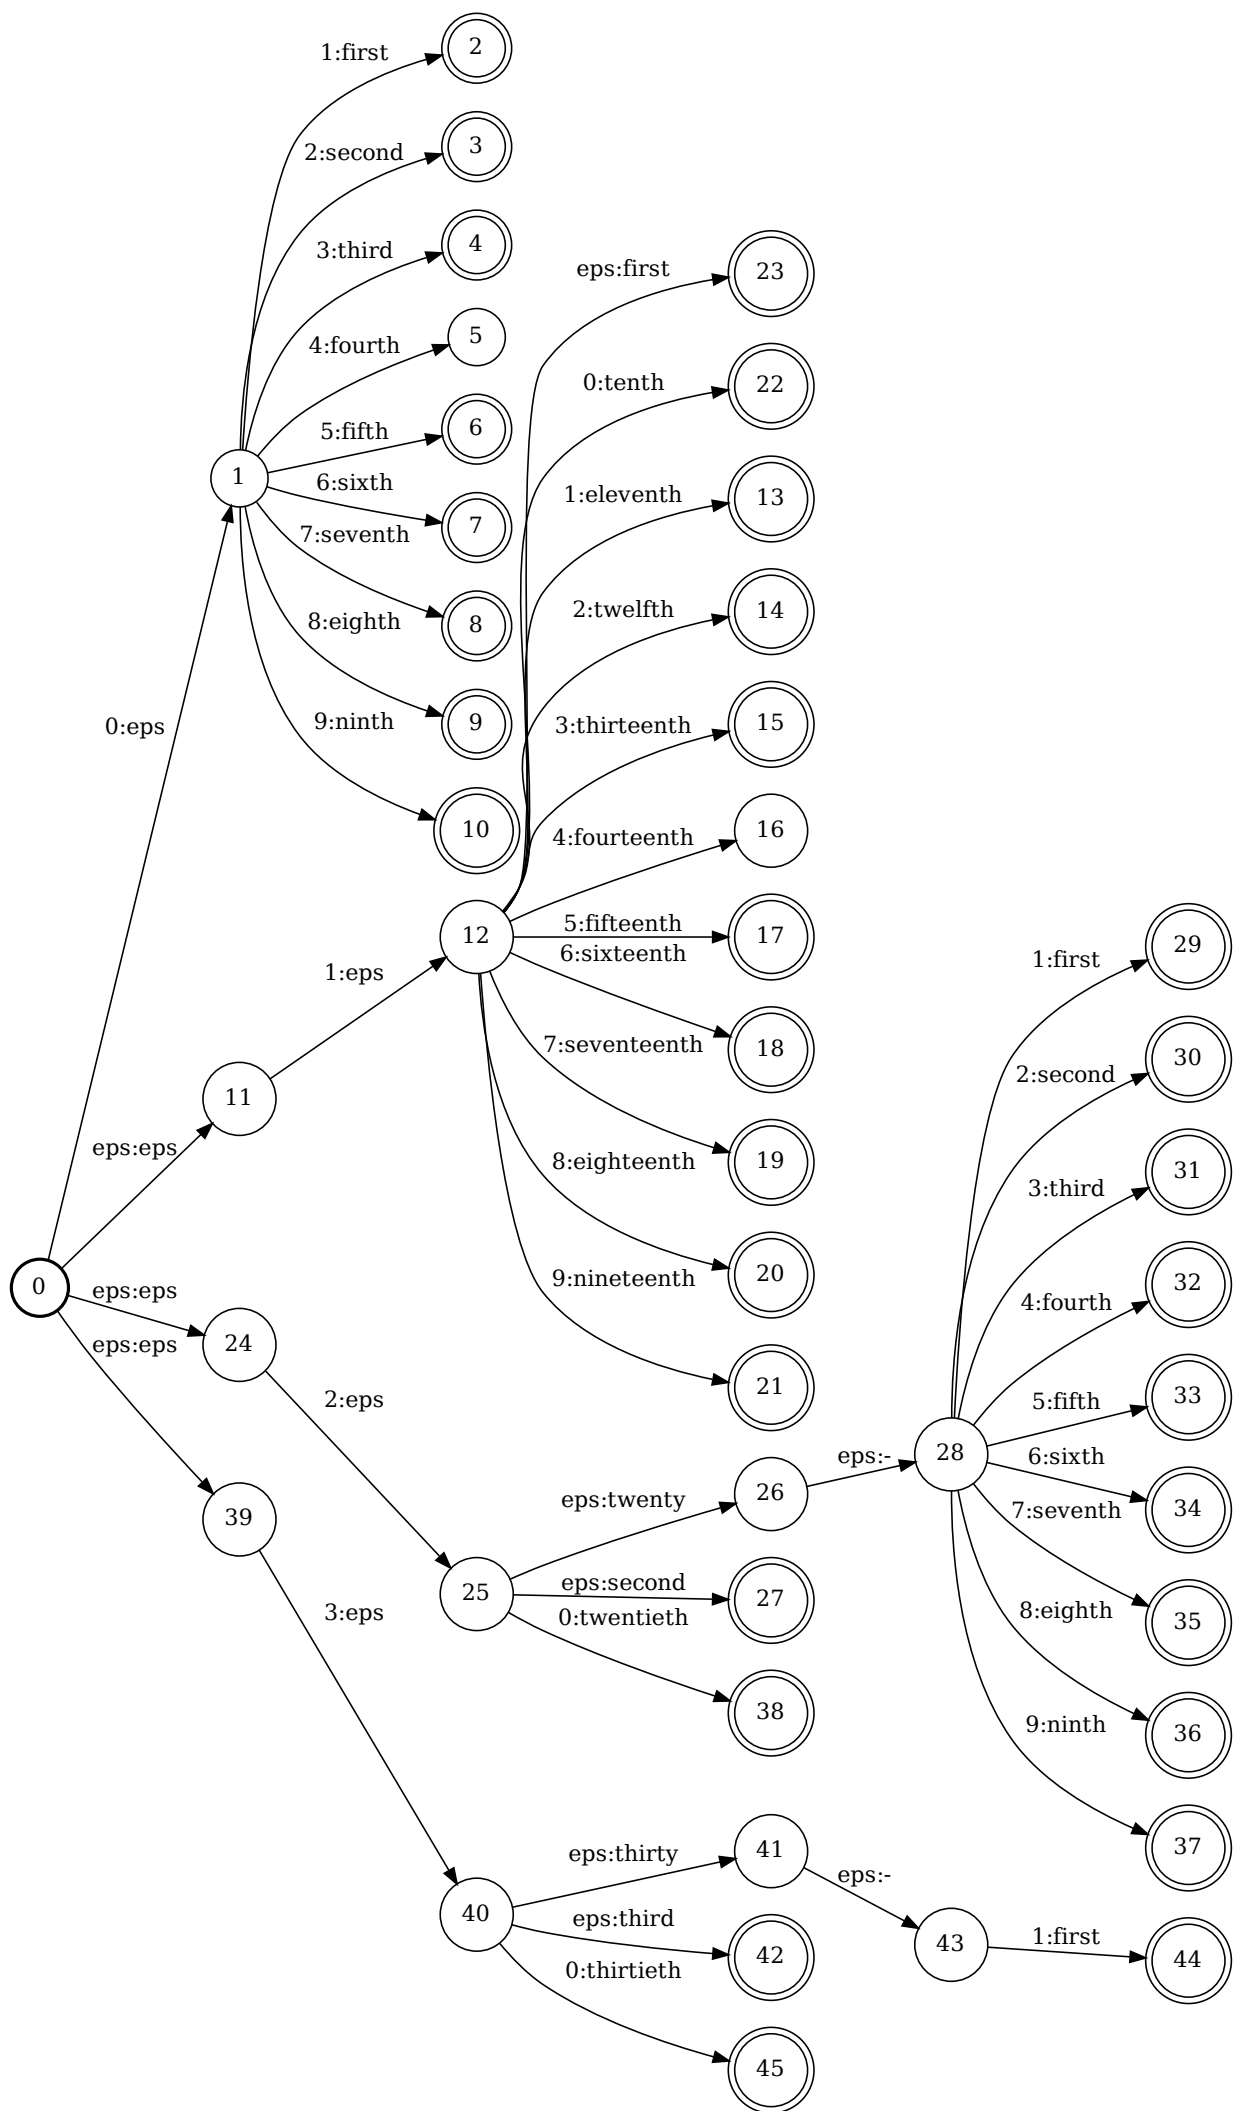 1:first
2
2:second
3
3:third
4
4:fourth
5
5:fifth
6
6:sixth
7
7:seventh
8
8:eighth
9
9:ninth
10
1
0:eps
0
eps:eps
11
1:eps
12
eps:first
23
0:tenth
22
1:eleventh
13
2:twelfth
14
3:thirteenth
15
4:fourteenth
16
5:fifteenth
17
6:sixteenth
18
7:seventeenth
19
8:eighteenth
20
9:nineteenth
21
eps:eps
24
2:eps
25
eps:twenty
26
eps:-
28
eps:second
27
0:twentieth
38
1:first
29
2:second
30
3:third
31
4:fourth
32
5:fifth
33
6:sixth
34
7:seventh
35
8:eighth
36
9:ninth
37
eps:eps
39
3:eps
40
eps:thirty
41
eps:-
43
1:first
44
eps:third
42
0:thirtieth
45